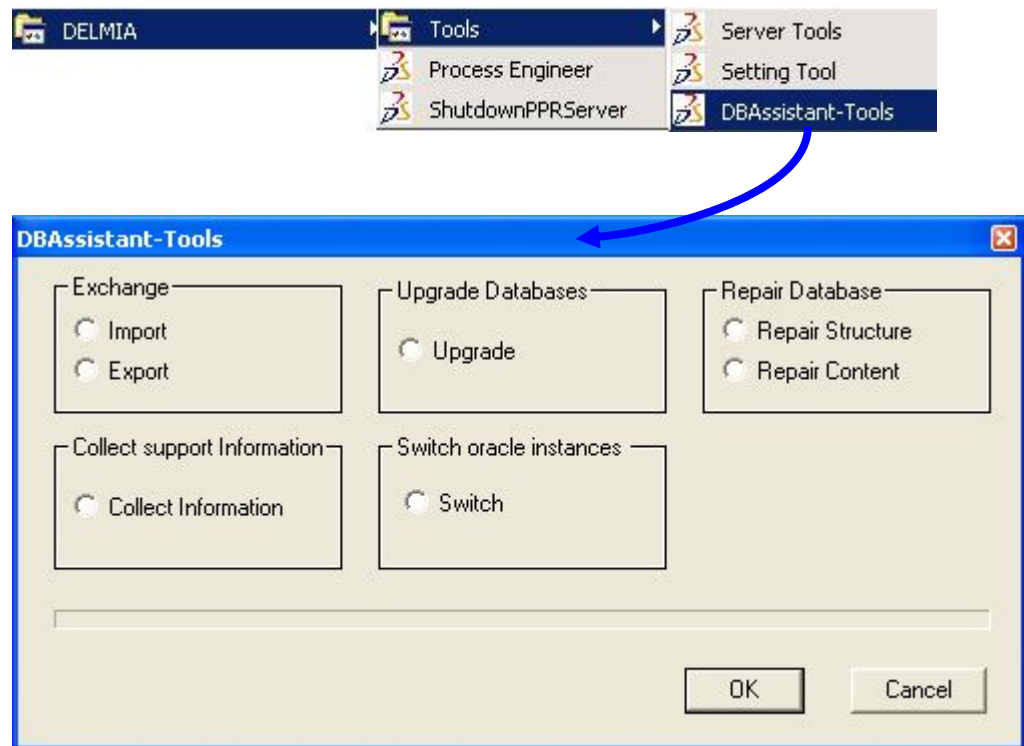 DELMIA
Tools
Server Tools
Process Engineer
Setting Tool
ShutdownPPRServer
DBAssistant-Tools
DBAssistant-Tools
Exchange
Import
Export
Upgrade Databases
Upgrade
Repair Database
Repair Structure
Repair Content
Collect support Information
Collect Information
Switch oracle instances
Switch
OK
Cancel